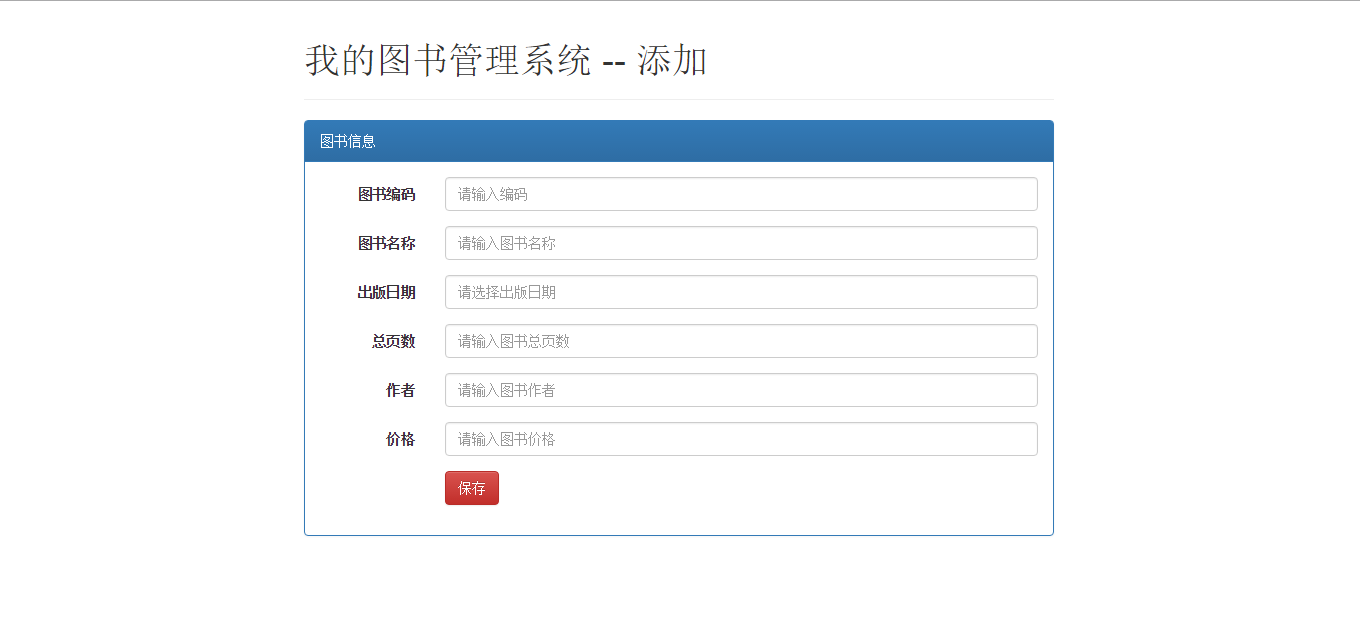 我的图书管理系统 -- 添加
图书信息
图书编码 请输入编码
图书名称 请输入图书名称
出版日期 请选择出版日期
总页数 请输入图书总页数
作者 请输入图书作者
价格 请输入图书价格
保存